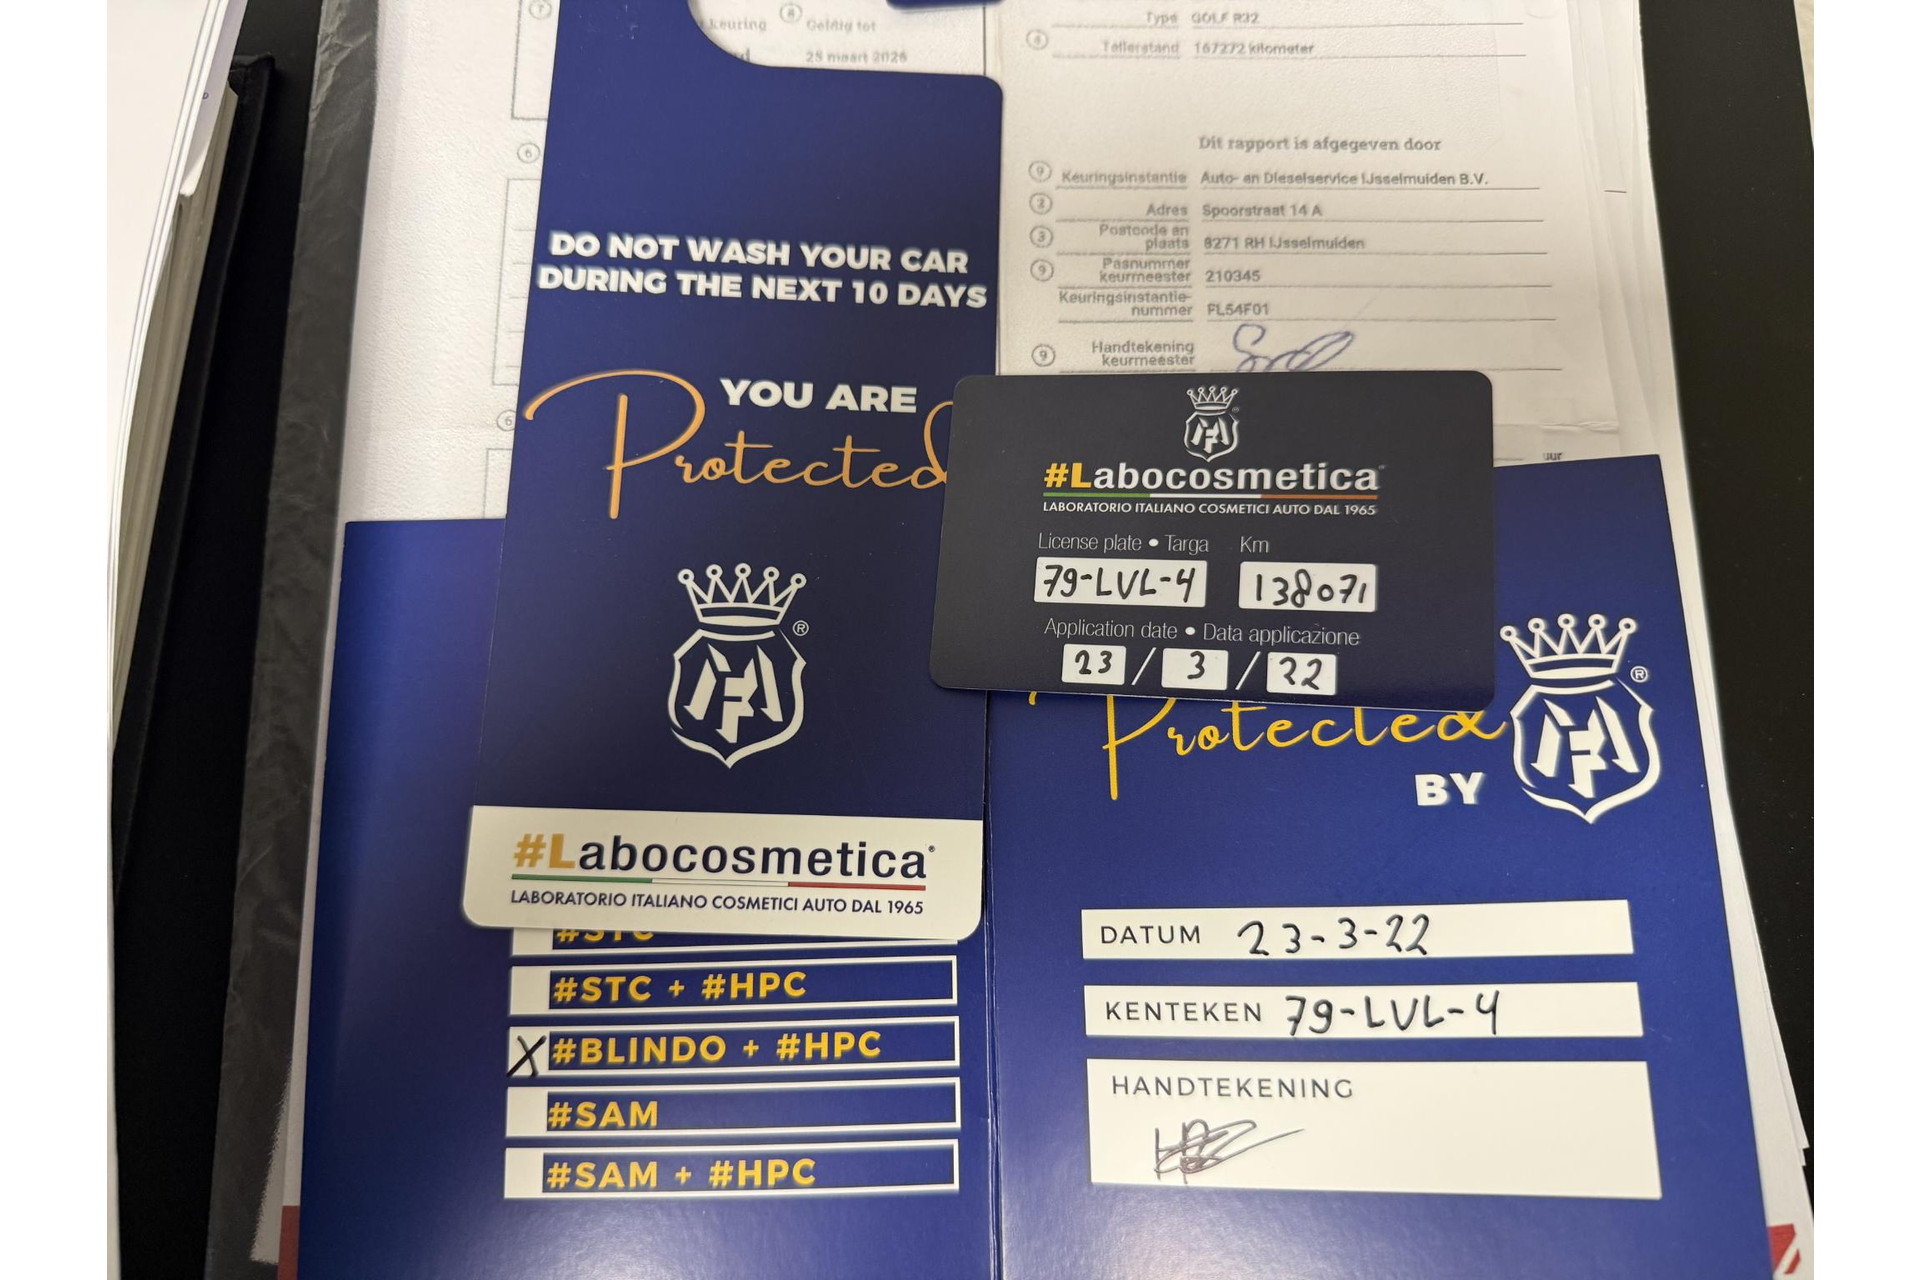 keuring
Geldig tot
28 maart 2026
Type GOLF R32
Tellerstand 167272 kilometer
Dit rapport is afgegeven door
Keuringsinstantie Auto- en Dieselservice IJsselmuiden B.V.
Adres Spoorstraat 14 A
Postcode en plaats 8271 RH IJsselmuiden
Pasnummer keurmeester 210345
Keuringsinstantie-nummer FL54F01
Handtekening keurmeester
uur
DO NOT WASH YOUR CAR
DURING THE NEXT 10 DAYS
YOU ARE
Protected
®
#Labocosmetica
LABORATORIO ITALIANO COSMETICI AUTO DAL 1965
#Labocosmetica
LABORATORIO ITALIANO COSMETICI AUTO DAL 1965
License plate • Targa Km
79-LVL-4 138071
Application date • Data applicazione
23 / 3 / 22
Protected
BY
®
#STC
#STC + #HPC
X #BLINDO + #HPC
#SAM
#SAM + #HPC
DATUM 23-3-22
KENTEKEN 79-LVL-4
HANDTEKENING